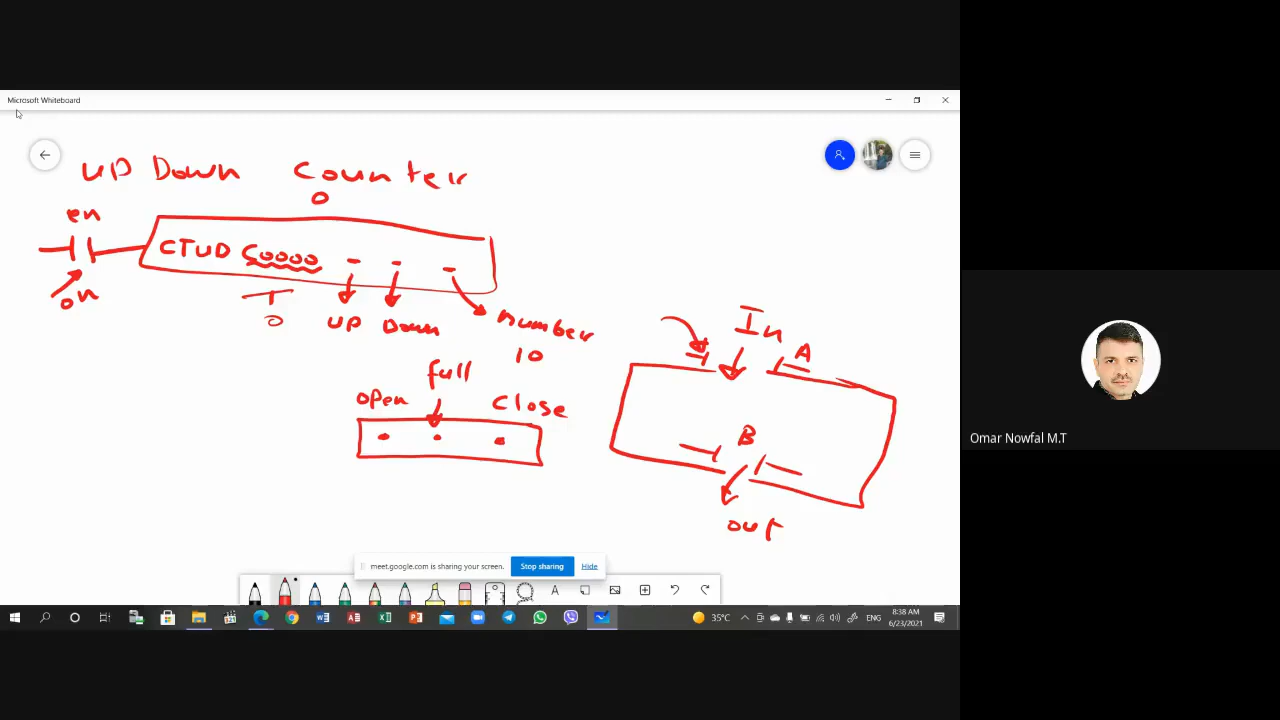 Microsoft Whiteboard
UP Down Counter
0
en
CTUD C0000 - - -
on
0
UP Down number
10
full
open close
In
A
B
out
meet.google.com is sharing your screen. Stop sharing Hide
A
35°C ENG 8:38 AM
6/23/2021
Omar Nowfal M.T